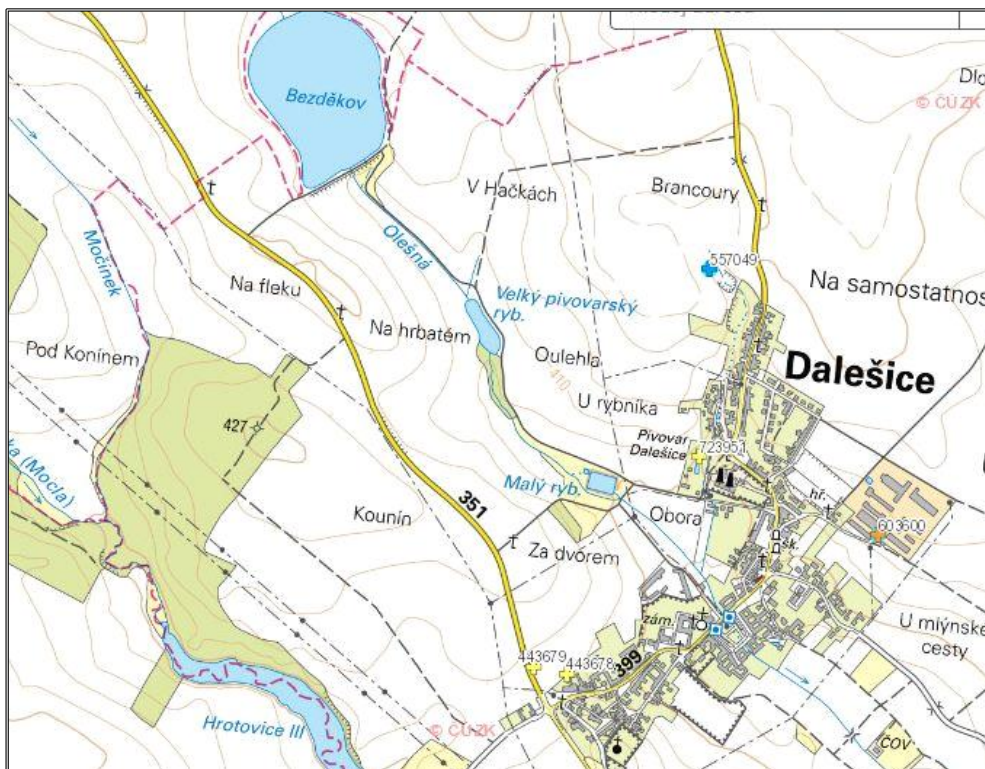 Bezděkov
Dlo
© ČÚZK
V Hačkách
Brancoury
Olešná
Močínek
557049
Na fleku
Velký pivovarský
ryb.
Na samostatnos
Na hrbatém
Pod Konínem
Oulehla
Dalešice
410
U rybníka
427
Pivovar
Dalešice
723951
ka (Mocla)
Malý ryb.
351
hř.
Kounín
Obora
603600
Za dvórem
šk.
zám.
U mlýnské
cesty
443679
443678
399
Hrotovice III
© ČÚZK
ČOV